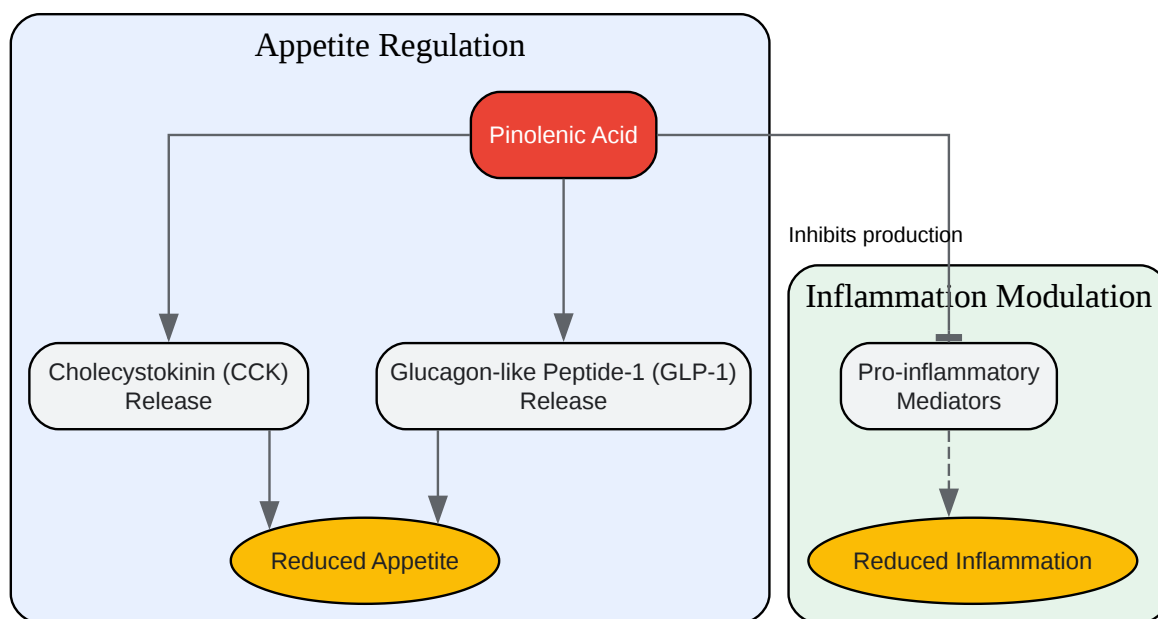 Appetite Regulation
Pinolenic Acid
Inhibits production
Inflammation Modulation
Cholecystokinin (CCK)
Release
Glucagon-like Peptide-1 (GLP-1)
Release
Pro-inflammatory
Mediators
Reduced Appetite
Reduced Inflammation